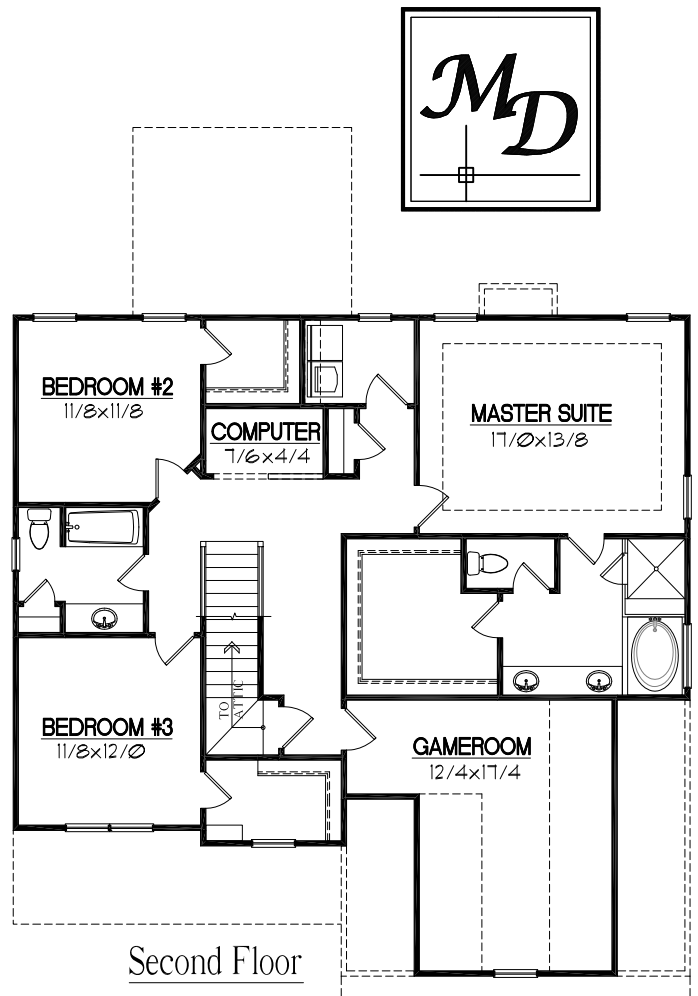 MD
BEDROOM #2
11/8x11/8
COMPUTER
7/6x4/4
MASTER SUITE
17/0x13/8
TO
ATTIC
BEDROOM #3
11/8x12/0
GAMEROOM
12/4x17/4
Second Floor